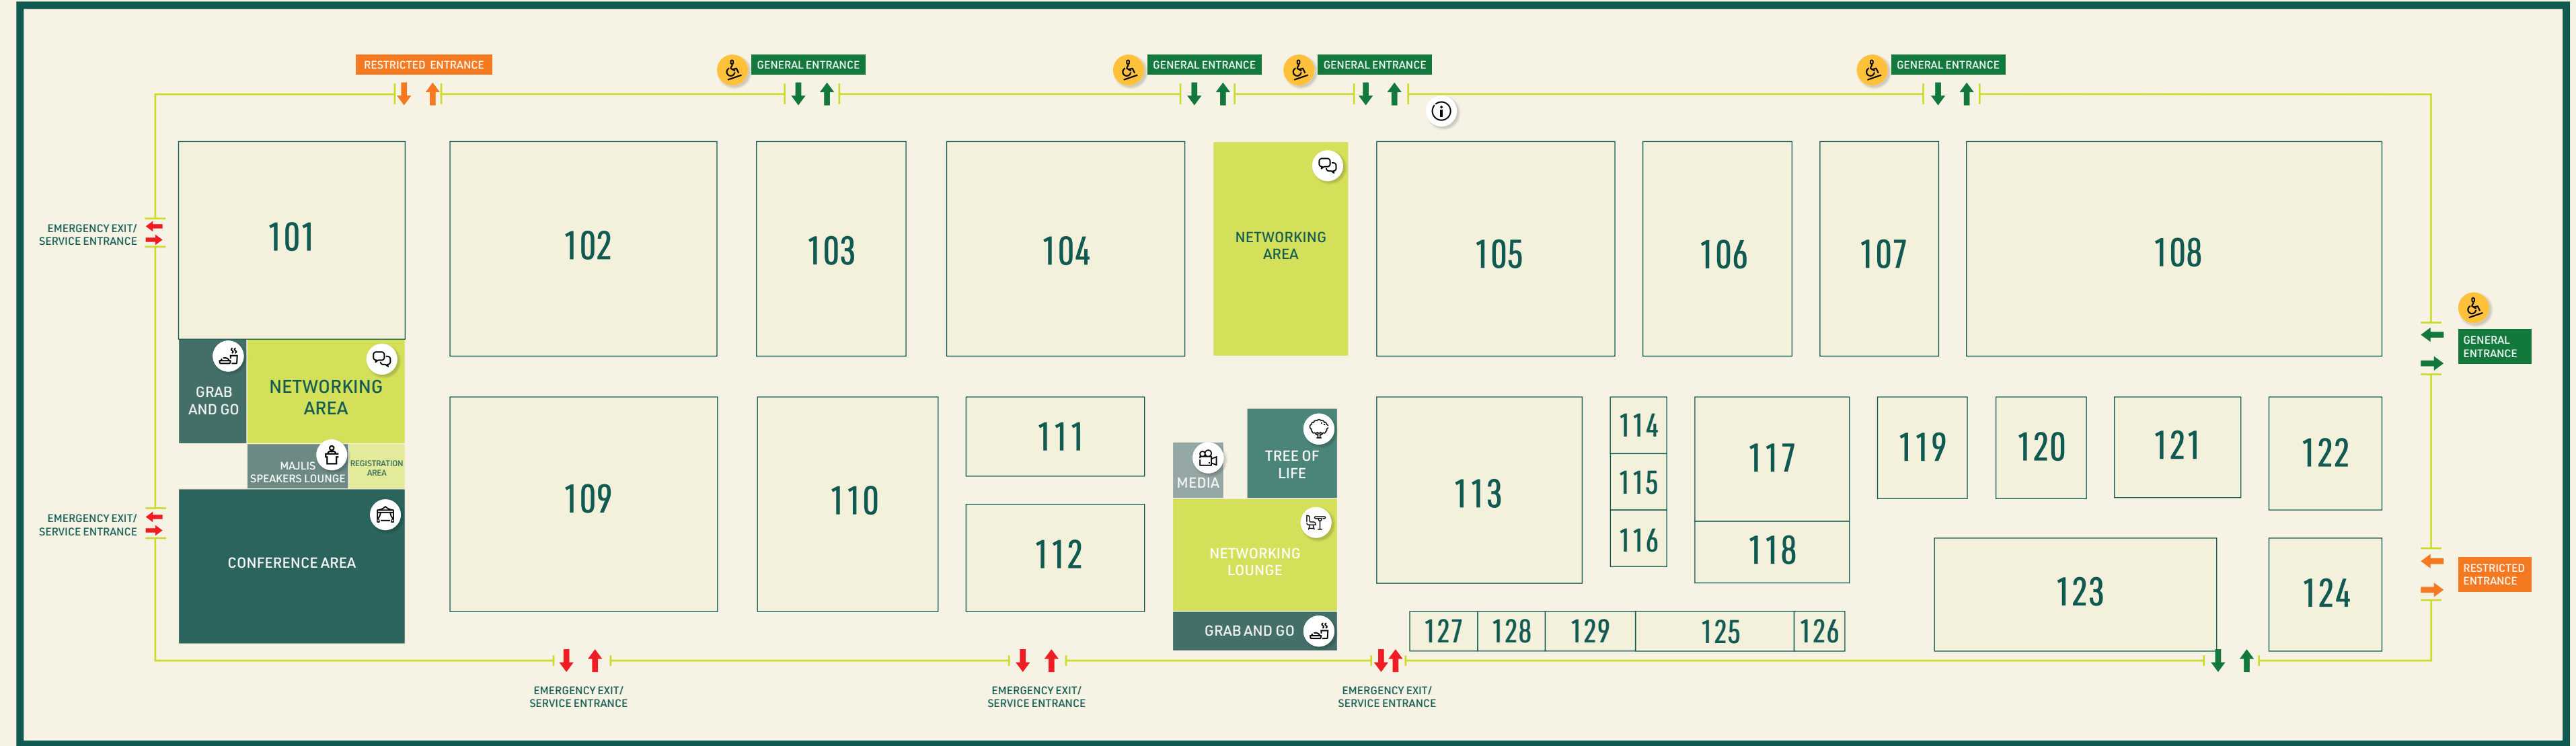 RESTRICTED ENTRANCE
GENERAL ENTRANCE
GENERAL ENTRANCE
GENERAL ENTRANCE
GENERAL ENTRANCE
101
102
103
104
NETWORKING
AREA
105
106
107
108
EMERGENCY EXIT/
SERVICE ENTRANCE
GENERAL
ENTRANCE
GRAB
AND GO
NETWORKING
AREA
MAJLIS
SPEAKERS LOUNGE
REGISTRATION
AREA
EMERGENCY EXIT/
SERVICE ENTRANCE
CONFERENCE AREA
109
110
111
112
MEDIA
TREE OF
LIFE
NETWORKING
LOUNGE
GRAB AND GO
113
114
115
116
117
118
119
120
121
122
123
124
RESTRICTED
ENTRANCE
127
128
129
125
126
EMERGENCY EXIT/
SERVICE ENTRANCE
EMERGENCY EXIT/
SERVICE ENTRANCE
EMERGENCY EXIT/
SERVICE ENTRANCE